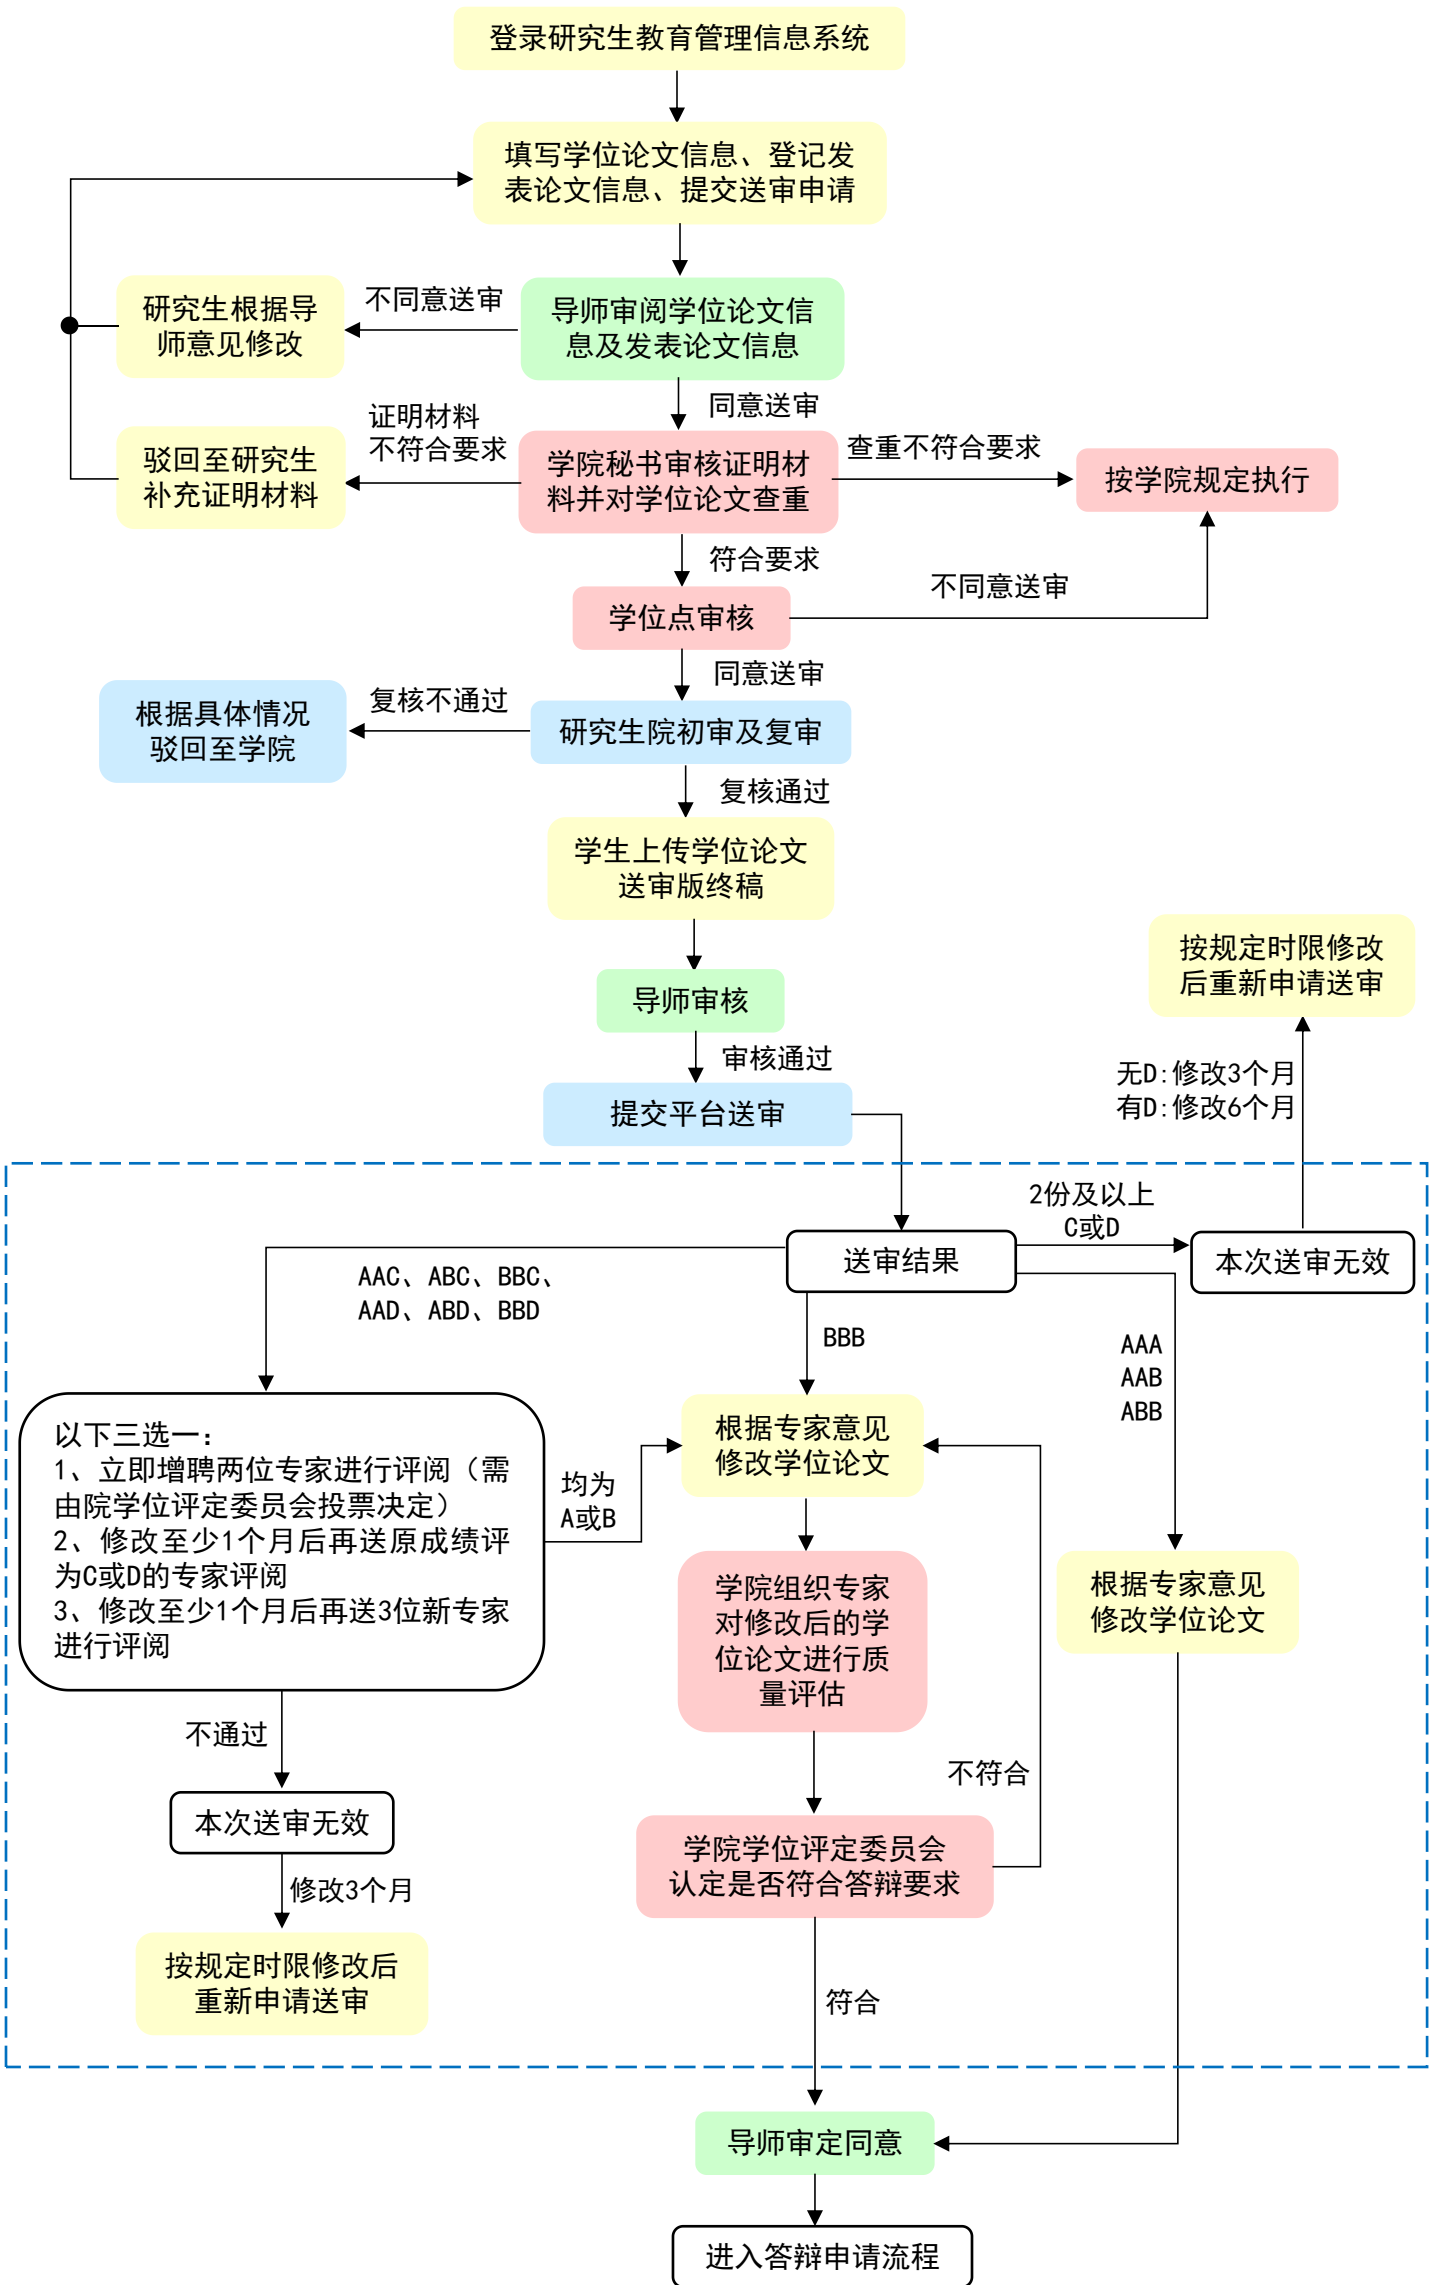 登录研究生教育管理信息系统
填写学位论文信息、登记发
表论文信息、提交送审申请
研究生根据导
师意见修改
不同意送审
导师审阅学位论文信
息及发表论文信息
同意送审
证明材料
不符合要求
驳回至研究生
补充证明材料
学院秘书审核证明材
料并对学位论文查重
查重不符合要求
按学院规定执行
符合要求
不同意送审
学位点审核
同意送审
根据具体情况
驳回至学院
复核不通过
研究生院初审及复审
复核通过
学生上传学位论文
送审版终稿
按规定时限修改
后重新申请送审
导师审核
审核通过
无D:修改3个月
有D:修改6个月
提交平台送审
2份及以上
C或D
送审结果
本次送审无效
AAC、ABC、BBC、
AAD、ABD、BBD
BBB
AAA
AAB
ABB
以下三选一：
1、立即增聘两位专家进行评阅（需
由院学位评定委员会投票决定）
2、修改至少1个月后再送原成绩评
为C或D的专家评阅
3、修改至少1个月后再送3位新专家
进行评阅
均为
A或B
根据专家意见
修改学位论文
学院组织专家
对修改后的学
位论文进行质
量评估
根据专家意见
修改学位论文
不通过
不符合
本次送审无效
学院学位评定委员会
认定是否符合答辩要求
修改3个月
按规定时限修改后
重新申请送审
符合
导师审定同意
进入答辩申请流程